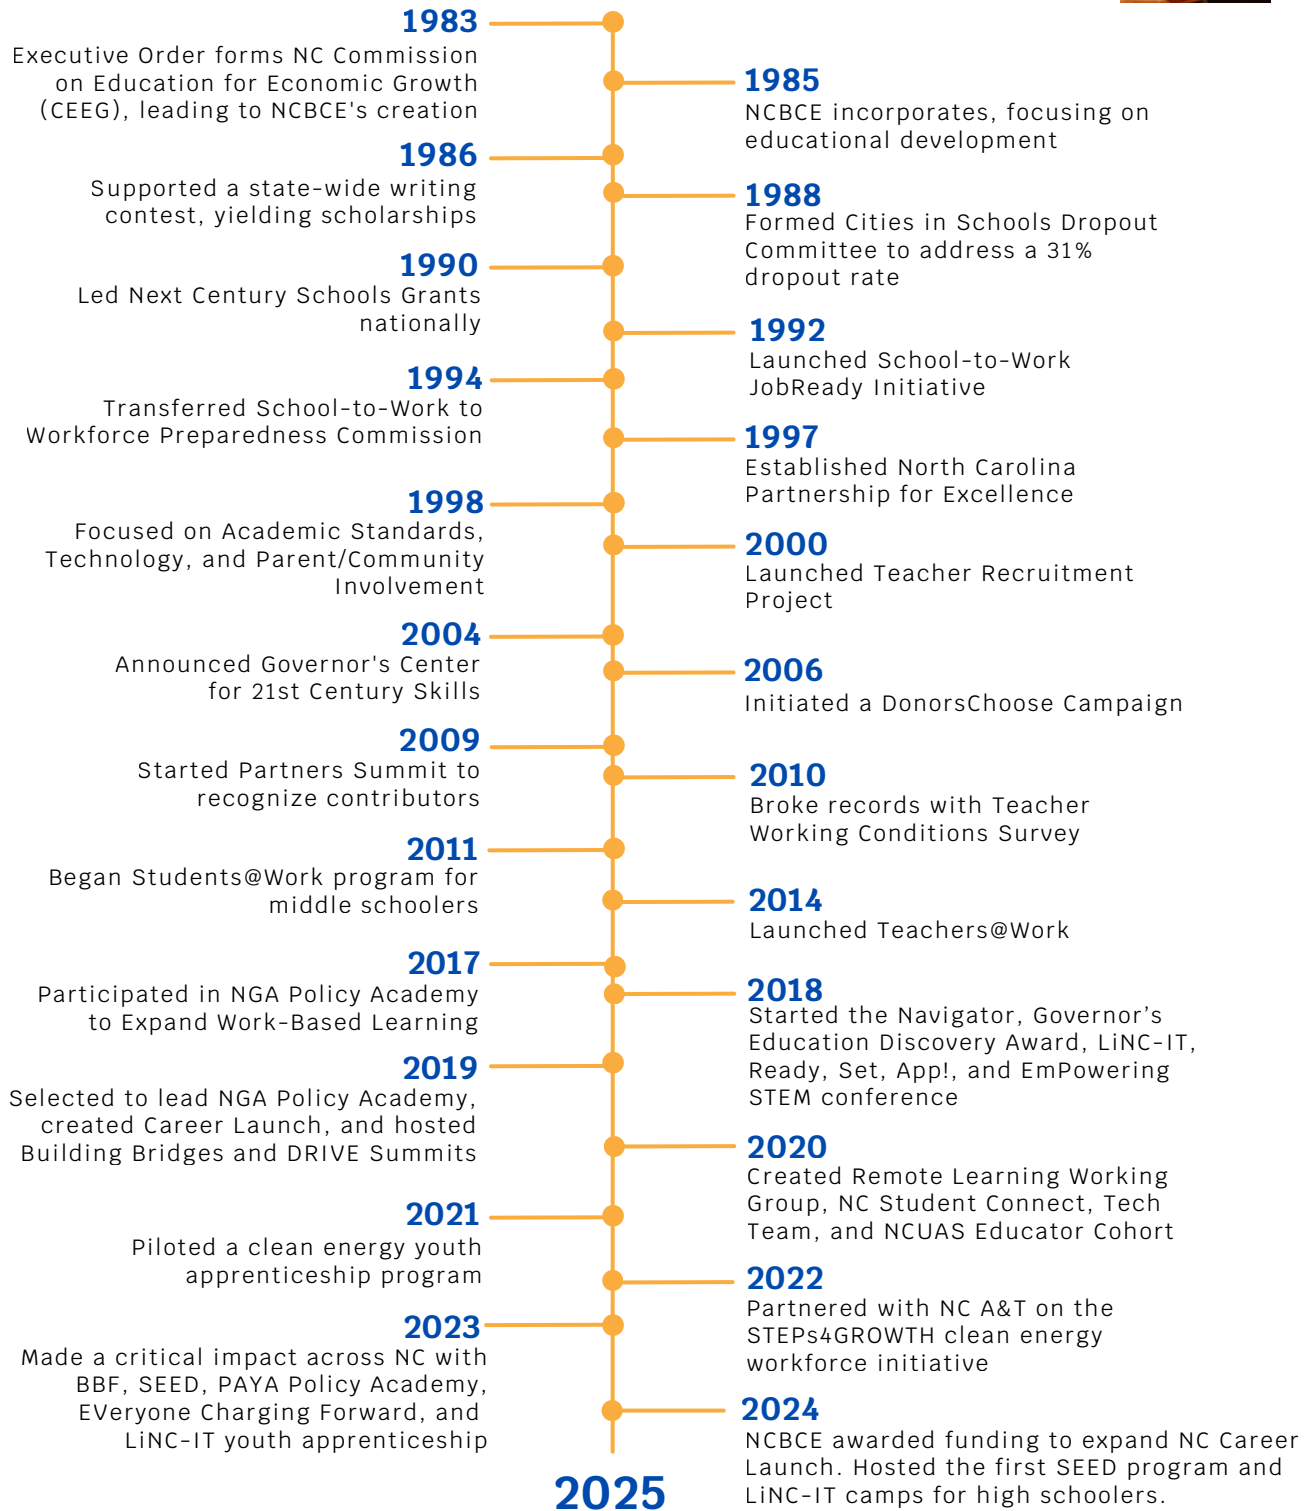 1983
Executive Order forms NC Commission
on Education for Economic Growth
(CEEG), leading to NCBCE's creation
1985
NCBCE incorporates, focusing on
educational development
1986
Supported a state-wide writing
contest, yielding scholarships
1988
Formed Cities in Schools Dropout
Committee to address a 31%
dropout rate
1990
Led Next Century Schools Grants
nationally
1992
Launched School-to-Work
JobReady Initiative
1994
Transferred School-to-Work to
Workforce Preparedness Commission
1997
Established North Carolina
Partnership for Excellence
1998
Focused on Academic Standards,
Technology, and Parent/Community
Involvement
2000
Launched Teacher Recruitment
Project
2004
Announced Governor's Center
for 21st Century Skills
2006
Initiated a DonorsChoose Campaign
2009
Started Partners Summit to
recognize contributors
2010
Broke records with Teacher
Working Conditions Survey
2011
Began Students@Work program for
middle schoolers
2014
Launched Teachers@Work
2017
Participated in NGA Policy Academy
to Expand Work-Based Learning
2018
Started the Navigator, Governor’s
Education Discovery Award, LiNC-IT,
Ready, Set, App!, and EmPowering
STEM conference
2019
Selected to lead NGA Policy Academy,
created Career Launch, and hosted
Building Bridges and DRIVE Summits
2020
Created Remote Learning Working
Group, NC Student Connect, Tech
Team, and NCUAS Educator Cohort
2021
Piloted a clean energy youth
apprenticeship program
2022
Partnered with NC A&T on the
STEPs4GROWTH clean energy
workforce initiative
2023
Made a critical impact across NC with
BBF, SEED, PAYA Policy Academy,
EVeryone Charging Forward, and
LiNC-IT youth apprenticeship
2024
NCBCE awarded funding to expand NC Career
Launch. Hosted the first SEED program and
LiNC-IT camps for high schoolers.
2025